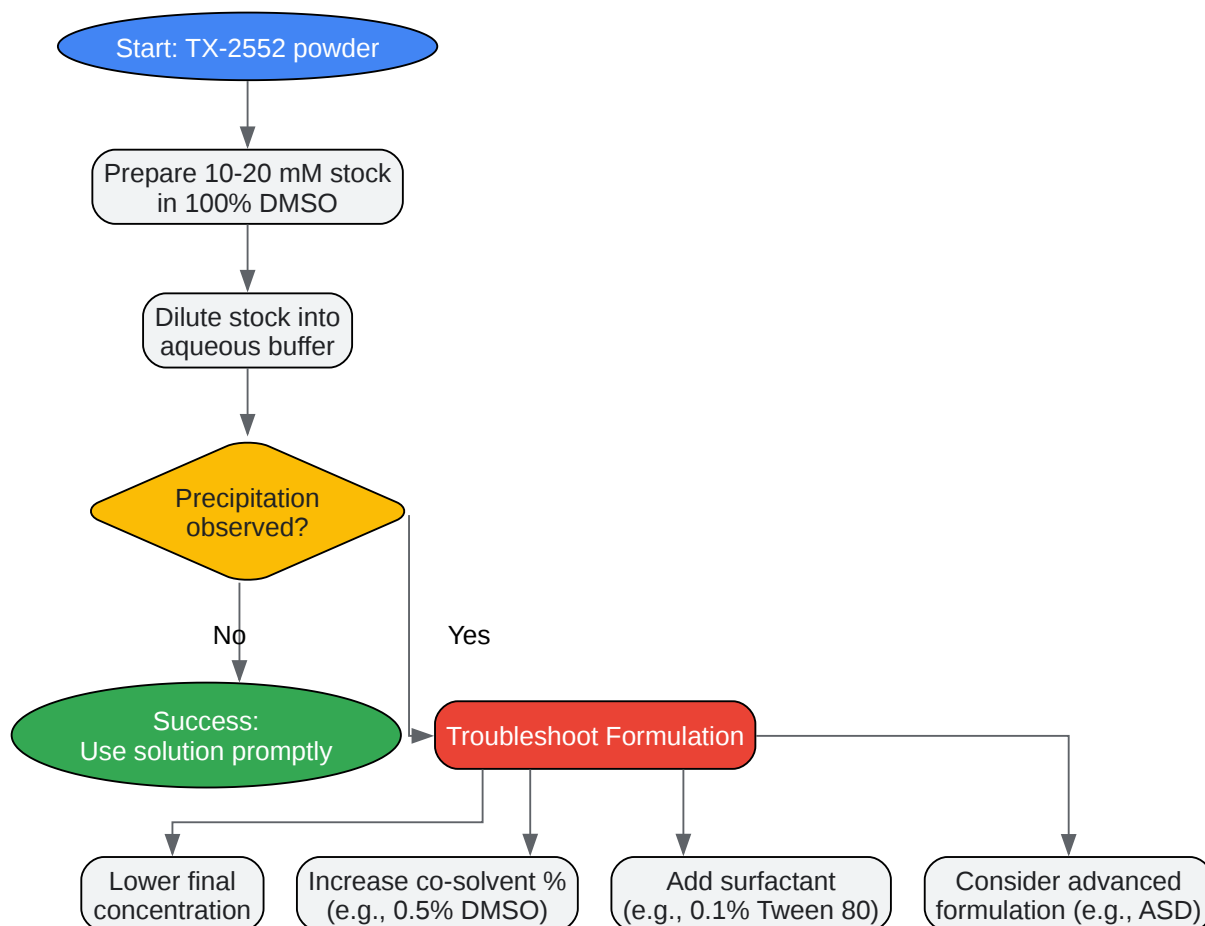 Start: TX-2552 powder
Prepare 10-20 mM stock
in 100% DMSO
Dilute stock into
aqueous buffer
Precipitation
observed?
No
Yes
Success:
Use solution promptly
Troubleshoot Formulation
Lower final
concentration
Increase co-solvent %
(e.g., 0.5% DMSO)
Add surfactant
(e.g., 0.1% Tween 80)
Consider advanced
formulation (e.g., ASD)